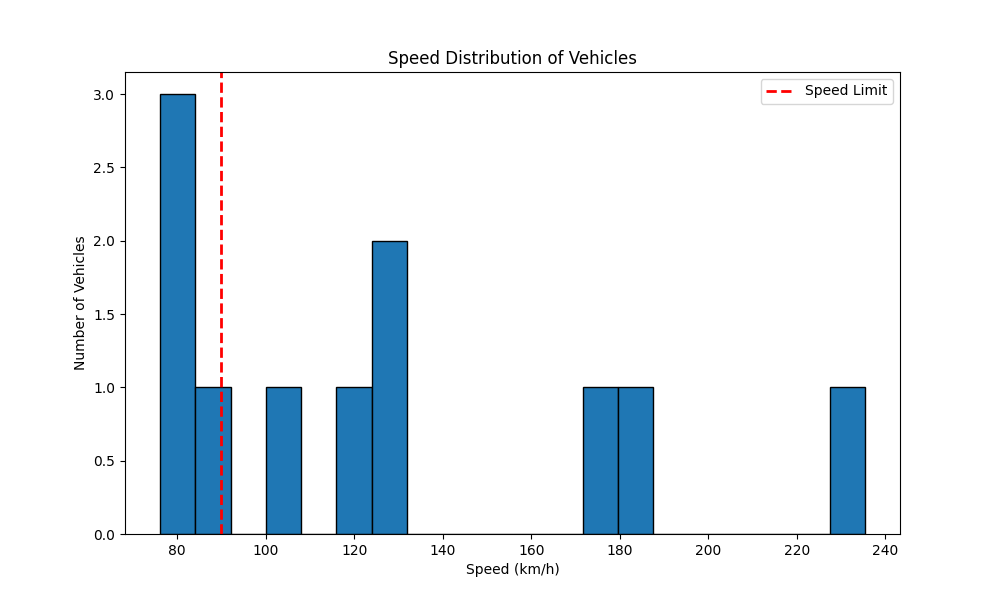 Speed Distribution of Vehicles
Speed Limit
Number of Vehicles
3.0
2.5
2.0
1.5
1.0
0.5
0.0
80 100 120 140 160 180 200 220 240
Speed (km/h)